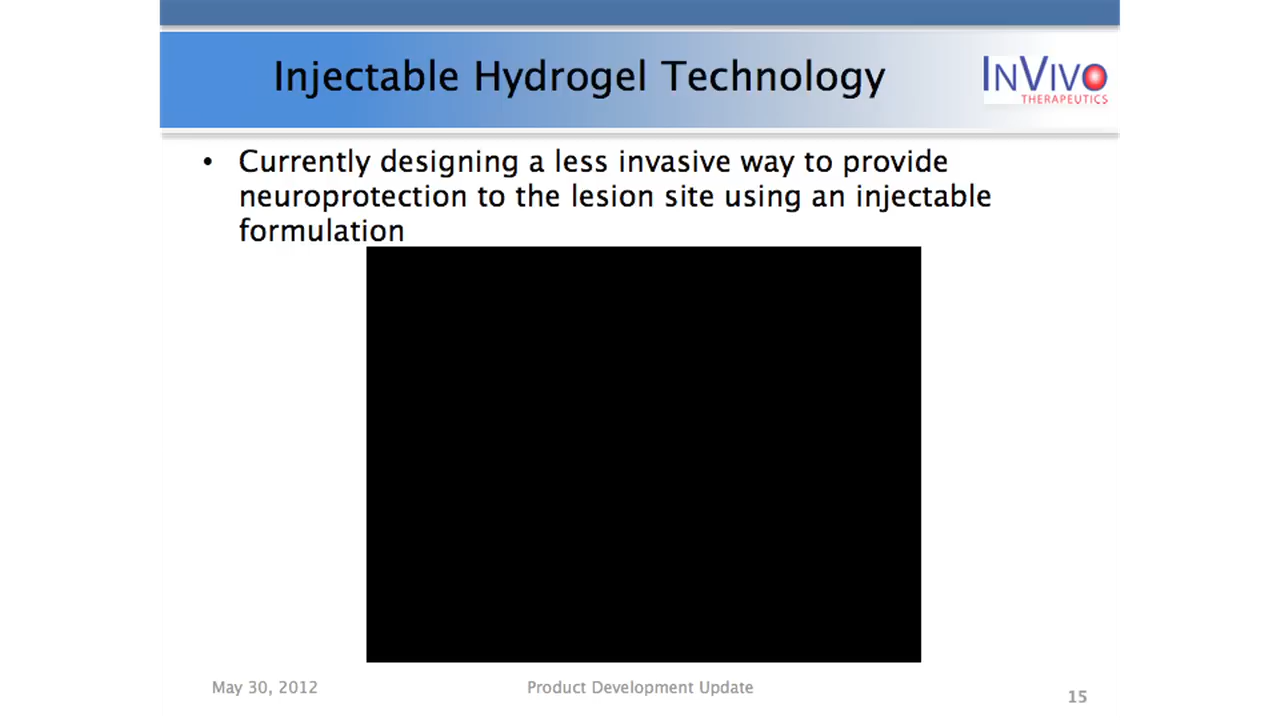 Injectable Hydrogel Technology
INVIVO
THERAPEUTICS
• Currently designing a less invasive way to provide
neuroprotection to the lesion site using an injectable
formulation
May 30, 2012
Product Development Update
15